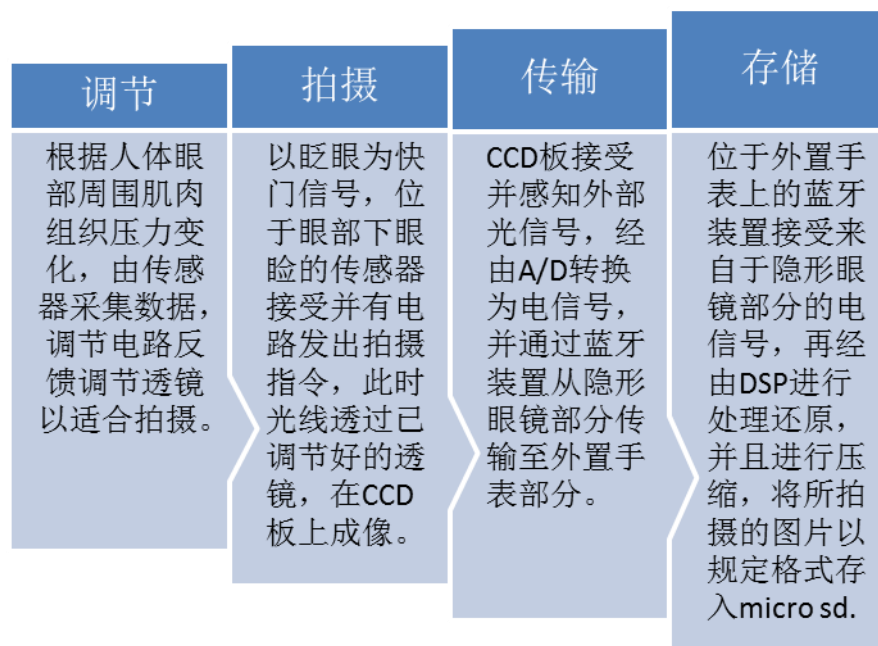 调节
根据人体眼
部周围肌肉
组织压力变
化，由传感
器采集数据，
调节电路反
馈调节透镜
以适合拍摄。
拍摄
以眨眼为快
门信号，位
于眼部下眼
睑的传感器
接受并有电
路发出拍摄
指令，此时
光线透过已
调节好的透
镜，在CCD
板上成像。
传输
CCD板接受
并感知外部
光信号，经
由A/D转换
为电信号，
并通过蓝牙
装置从隐形
眼镜部分传
输至外置手
表部分。
存储
位于外置手
表上的蓝牙
装置接受来
自于隐形眼
镜部分的电
信号，再经
由DSP进行
处理还原，
并且进行压
缩，将所拍
摄的图片以
规定格式存
入micro sd.